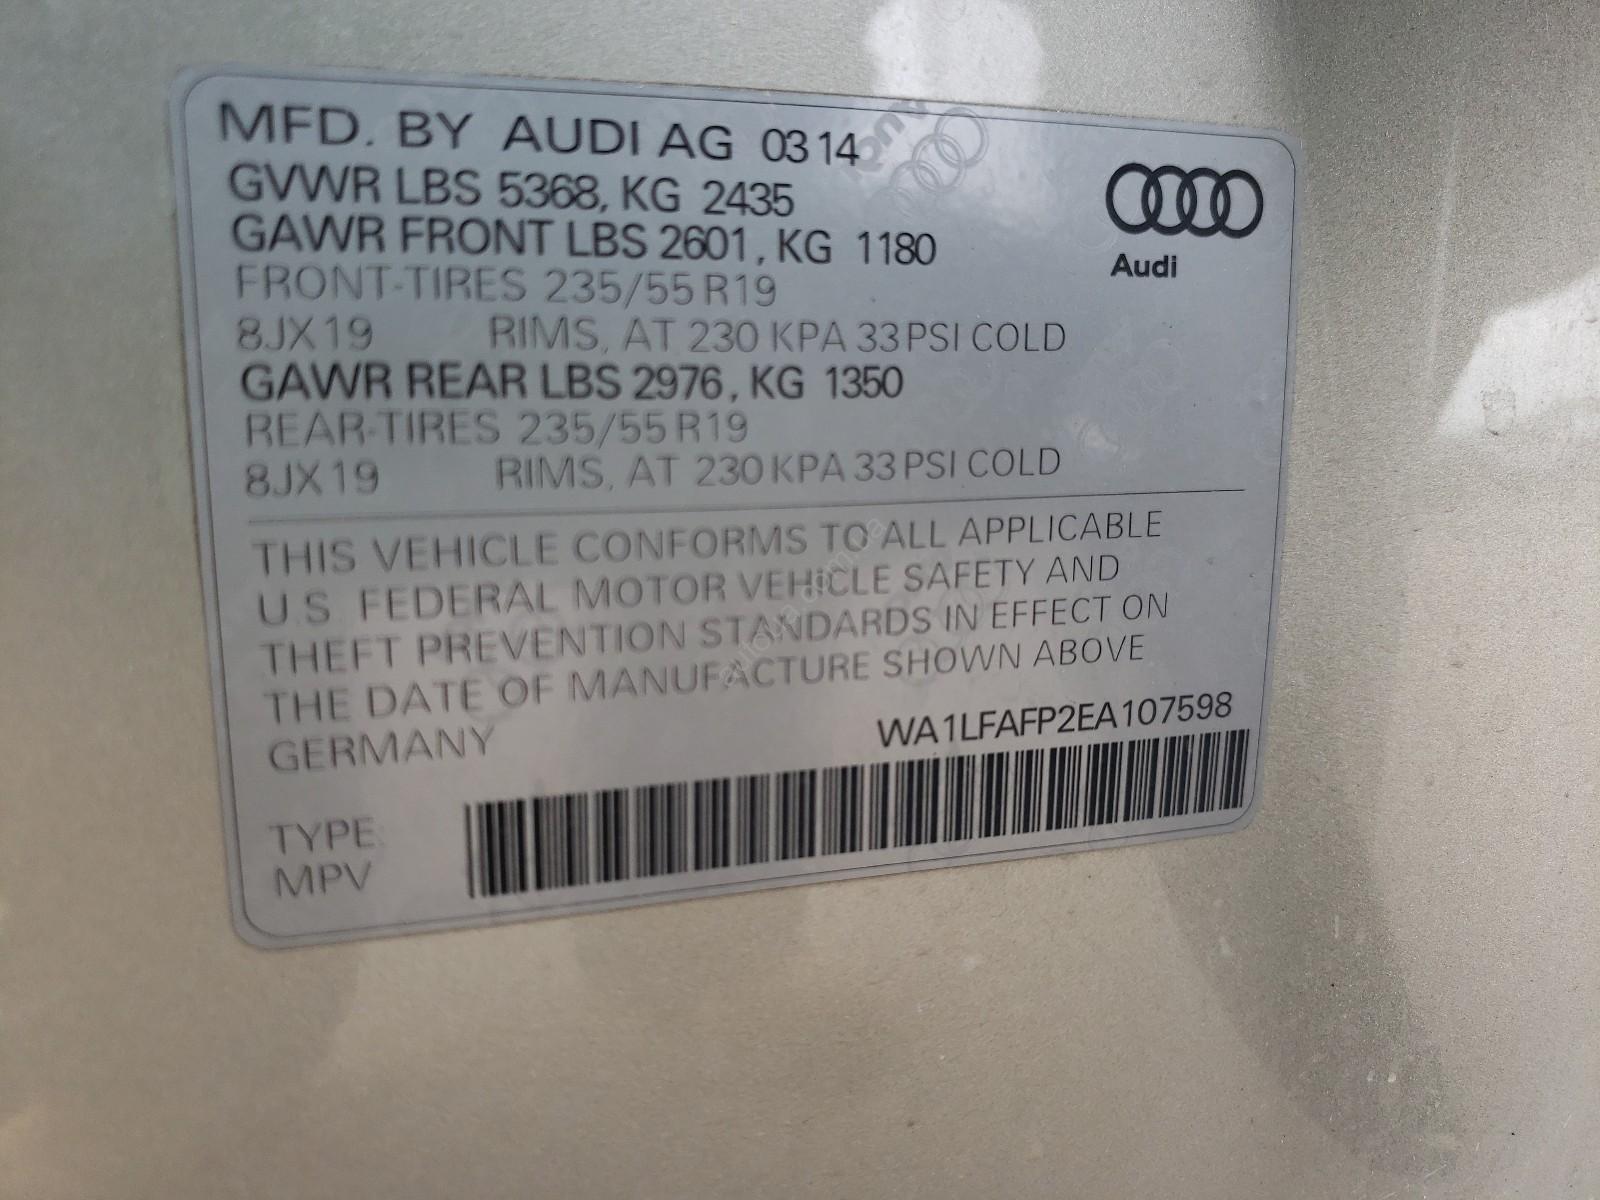 MFD. BY AUDI AG 03 14
GVWR LBS 5368, KG 2435
GAWR FRONT LBS 2601, KG 1180
FRONT-TIRES 235/55 R19
8JX19 RIMS, AT 230 KPA 33 PSI COLD
GAWR REAR LBS 2976, KG 1350
REAR-TIRES 235/55 R19
8JX19 RIMS, AT 230 KPA 33 PSI COLD
Audi
THIS VEHICLE CONFORMS TO ALL APPLICABLE
U.S. FEDERAL MOTOR VEHICLE SAFETY AND
THEFT PREVENTION STANDARDS IN EFFECT ON
THE DATE OF MANUFACTURE SHOWN ABOVE
GERMANY
WA1LFAFP2EA107598
TYPE:
MPV